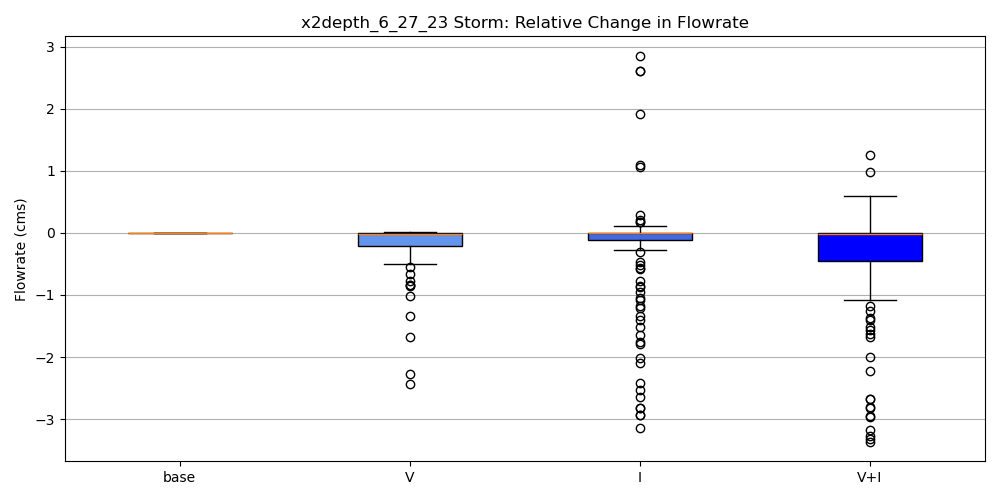 x2depth_6_27_23 Storm: Relative Change in Flowrate
Flowrate (cms)
3
2
1
0
−1
−2
−3
base V I V+I